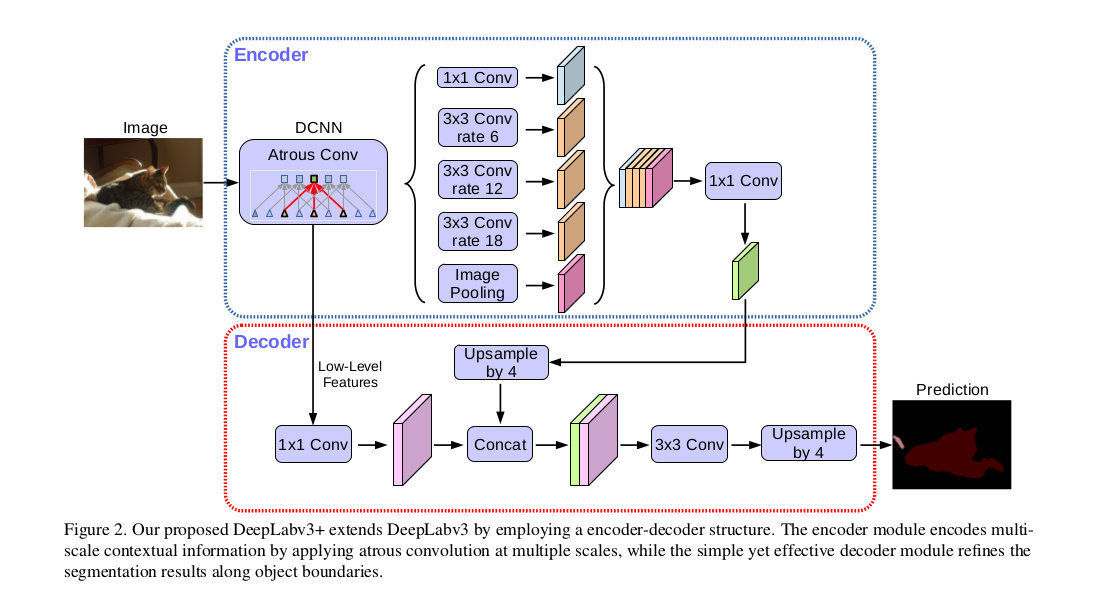 Encoder
Image
DCNN
Atrous Conv
1x1 Conv
3x3 Conv
rate 6
3x3 Conv
rate 12
3x3 Conv
rate 18
Image
Pooling
1x1 Conv
Decoder
Low-Level
Features
Upsample
by 4
1x1 Conv
Concat
3x3 Conv
Upsample
by 4
Prediction
Figure 2. Our proposed DeepLabv3+ extends DeepLabv3 by employing a encoder-decoder structure. The encoder module encodes multi-
scale contextual information by applying atrous convolution at multiple scales, while the simple yet effective decoder module refines the
segmentation results along object boundaries.